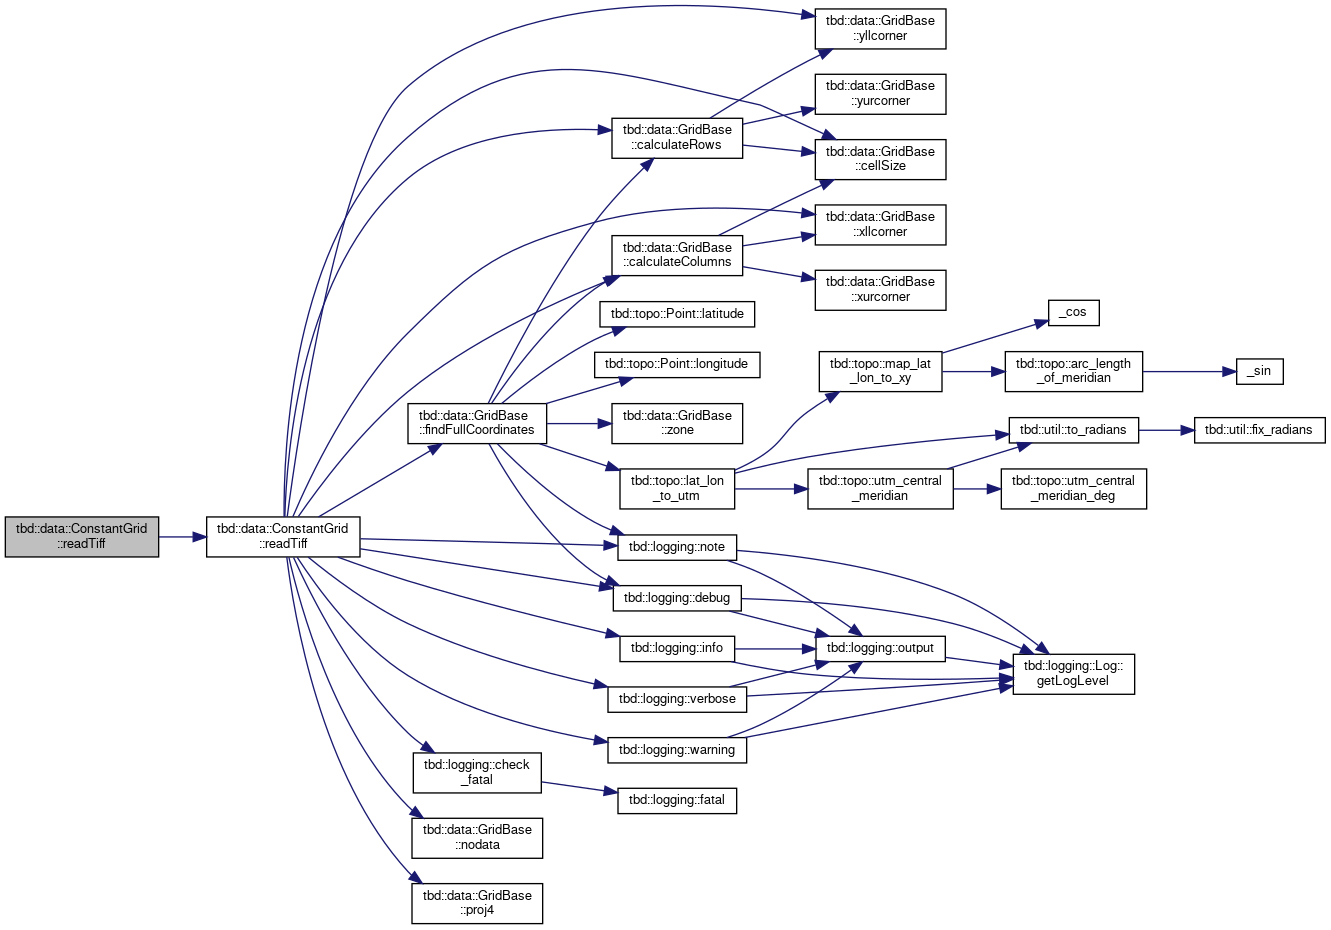 tbd::data::GridBase
::yllcorner
tbd::data::GridBase
::yurcorner
tbd::data::GridBase
::calculateRows
tbd::data::GridBase
::cellSize
tbd::data::GridBase
::xllcorner
tbd::data::GridBase
::calculateColumns
tbd::data::GridBase
::xurcorner
tbd::topo::Point::latitude
_cos
tbd::topo::Point::longitude
tbd::topo::map_lat
_lon_to_xy
tbd::topo::arc_length
_of_meridian
_sin
tbd::data::GridBase
::findFullCoordinates
tbd::data::GridBase
::zone
tbd::util::to_radians
tbd::util::fix_radians
tbd::topo::lat_lon
_to_utm
tbd::topo::utm_central
_meridian
tbd::topo::utm_central
_meridian_deg
tbd::data::ConstantGrid
::readTiff
tbd::data::ConstantGrid
::readTiff
tbd::logging::note
tbd::logging::debug
tbd::logging::info
tbd::logging::output
tbd::logging::Log::
getLogLevel
tbd::logging::verbose
tbd::logging::warning
tbd::logging::check
_fatal
tbd::logging::fatal
tbd::data::GridBase
::nodata
tbd::data::GridBase
::proj4